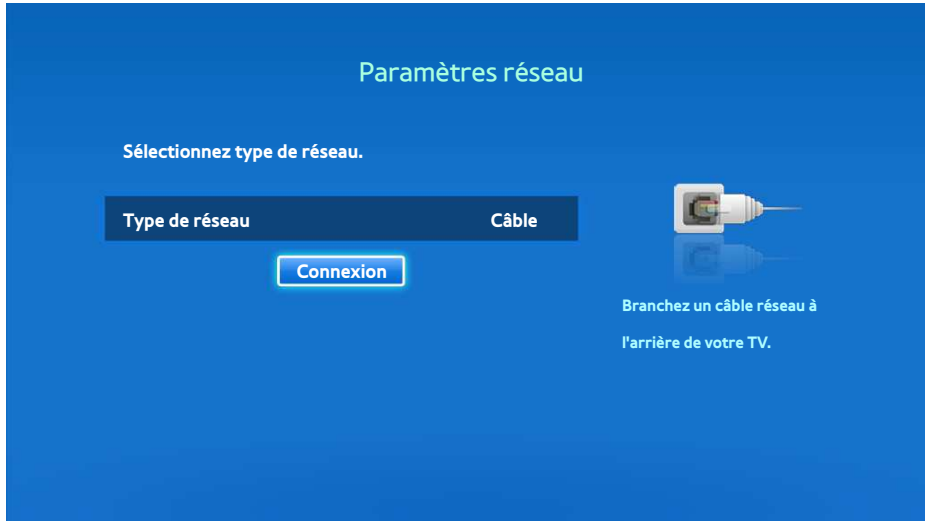 Paramètres réseau
Sélectionnez type de réseau.
Type de réseau Câble
Connexion
Branchez un câble réseau à
l'arrière de votre TV.